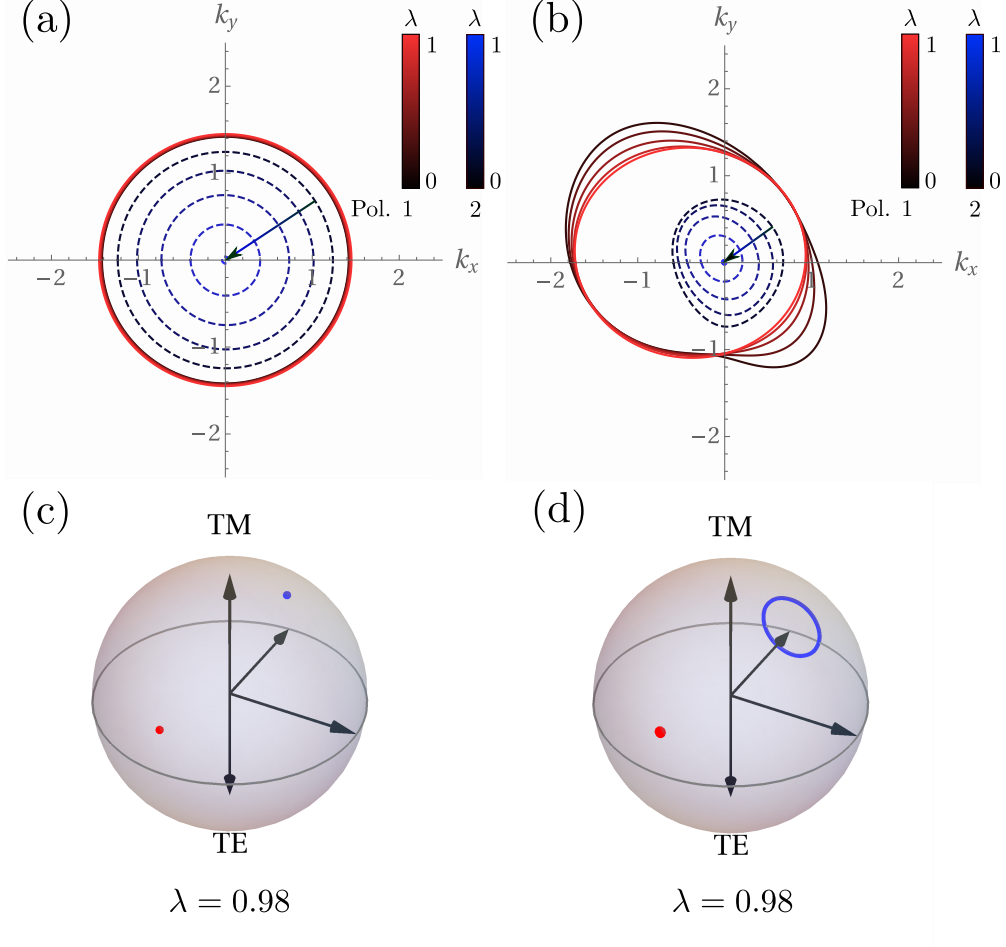 (a)
k_y
λ
λ
1
1
0
0
Pol. 1
2
2
1
−2
−1
1
2
k_x
−1
−2
(b)
k_y
λ
λ
1
1
0
0
Pol. 1
2
2
1
−2
−1
1
2
k_x
−1
−2
(c)
TM
TE
λ = 0.98
(d)
TM
TE
λ = 0.98